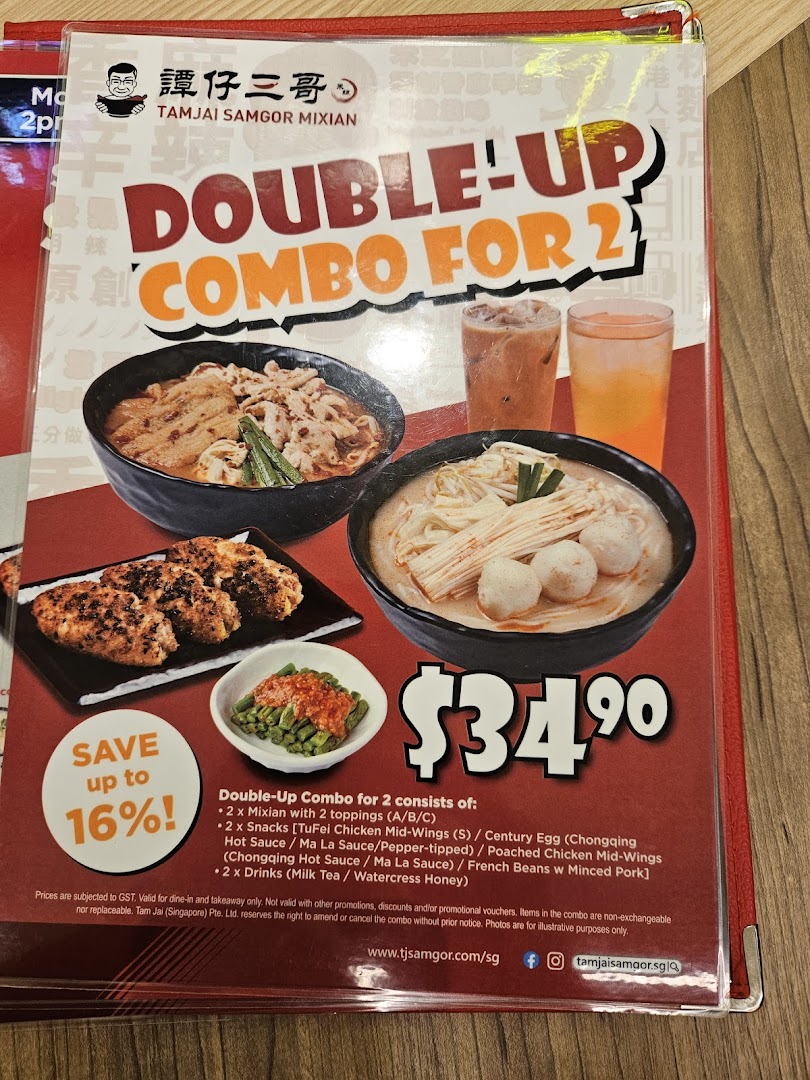 Mo
2p
譚仔三哥
TAMJAI SAMGOR MIXIAN
DOUBLE-UP
COMBO FOR 2
$34.90
SAVE
up to
16%!
Double-Up Combo for 2 consists of:
• 2 x Mixian with 2 toppings (A/B/C)
• 2 x Snacks [TuFei Chicken Mid-Wings (S) / Century Egg (Chongqing
Hot Sauce / Ma La Sauce/Pepper-tipped) / Poached Chicken Mid-Wings
(Chongqing Hot Sauce / Ma La Sauce) / French Beans w Minced Pork]
• 2 x Drinks (Milk Tea / Watercress Honey)
Prices are subjected to GST. Valid for dine-in and takeaway only. Not valid with other promotions, discounts and/or promotional vouchers. Items in the combo are non-exchangeable
nor replaceable. Tam Jai (Singapore) Pte. Ltd. reserves the right to amend or cancel the combo without prior notice. Photos are for illustrative purposes only.
www.tjsamgor.com/sg
tamjaisamgor.sg